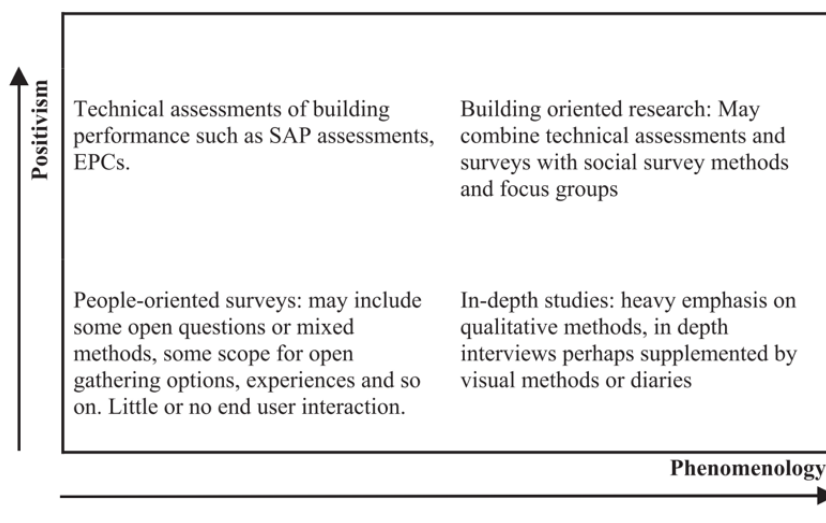 Positivism
Technical assessments of building
performance such as SAP assessments,
EPCs.
Building oriented research: May
combine technical assessments and
surveys with social survey methods
and focus groups
People-oriented surveys: may include
some open questions or mixed
methods, some scope for open
gathering options, experiences and so
on. Little or no end user interaction.
In-depth studies: heavy emphasis on
qualitative methods, in depth
interviews perhaps supplemented by
visual methods or diaries
Phenomenology